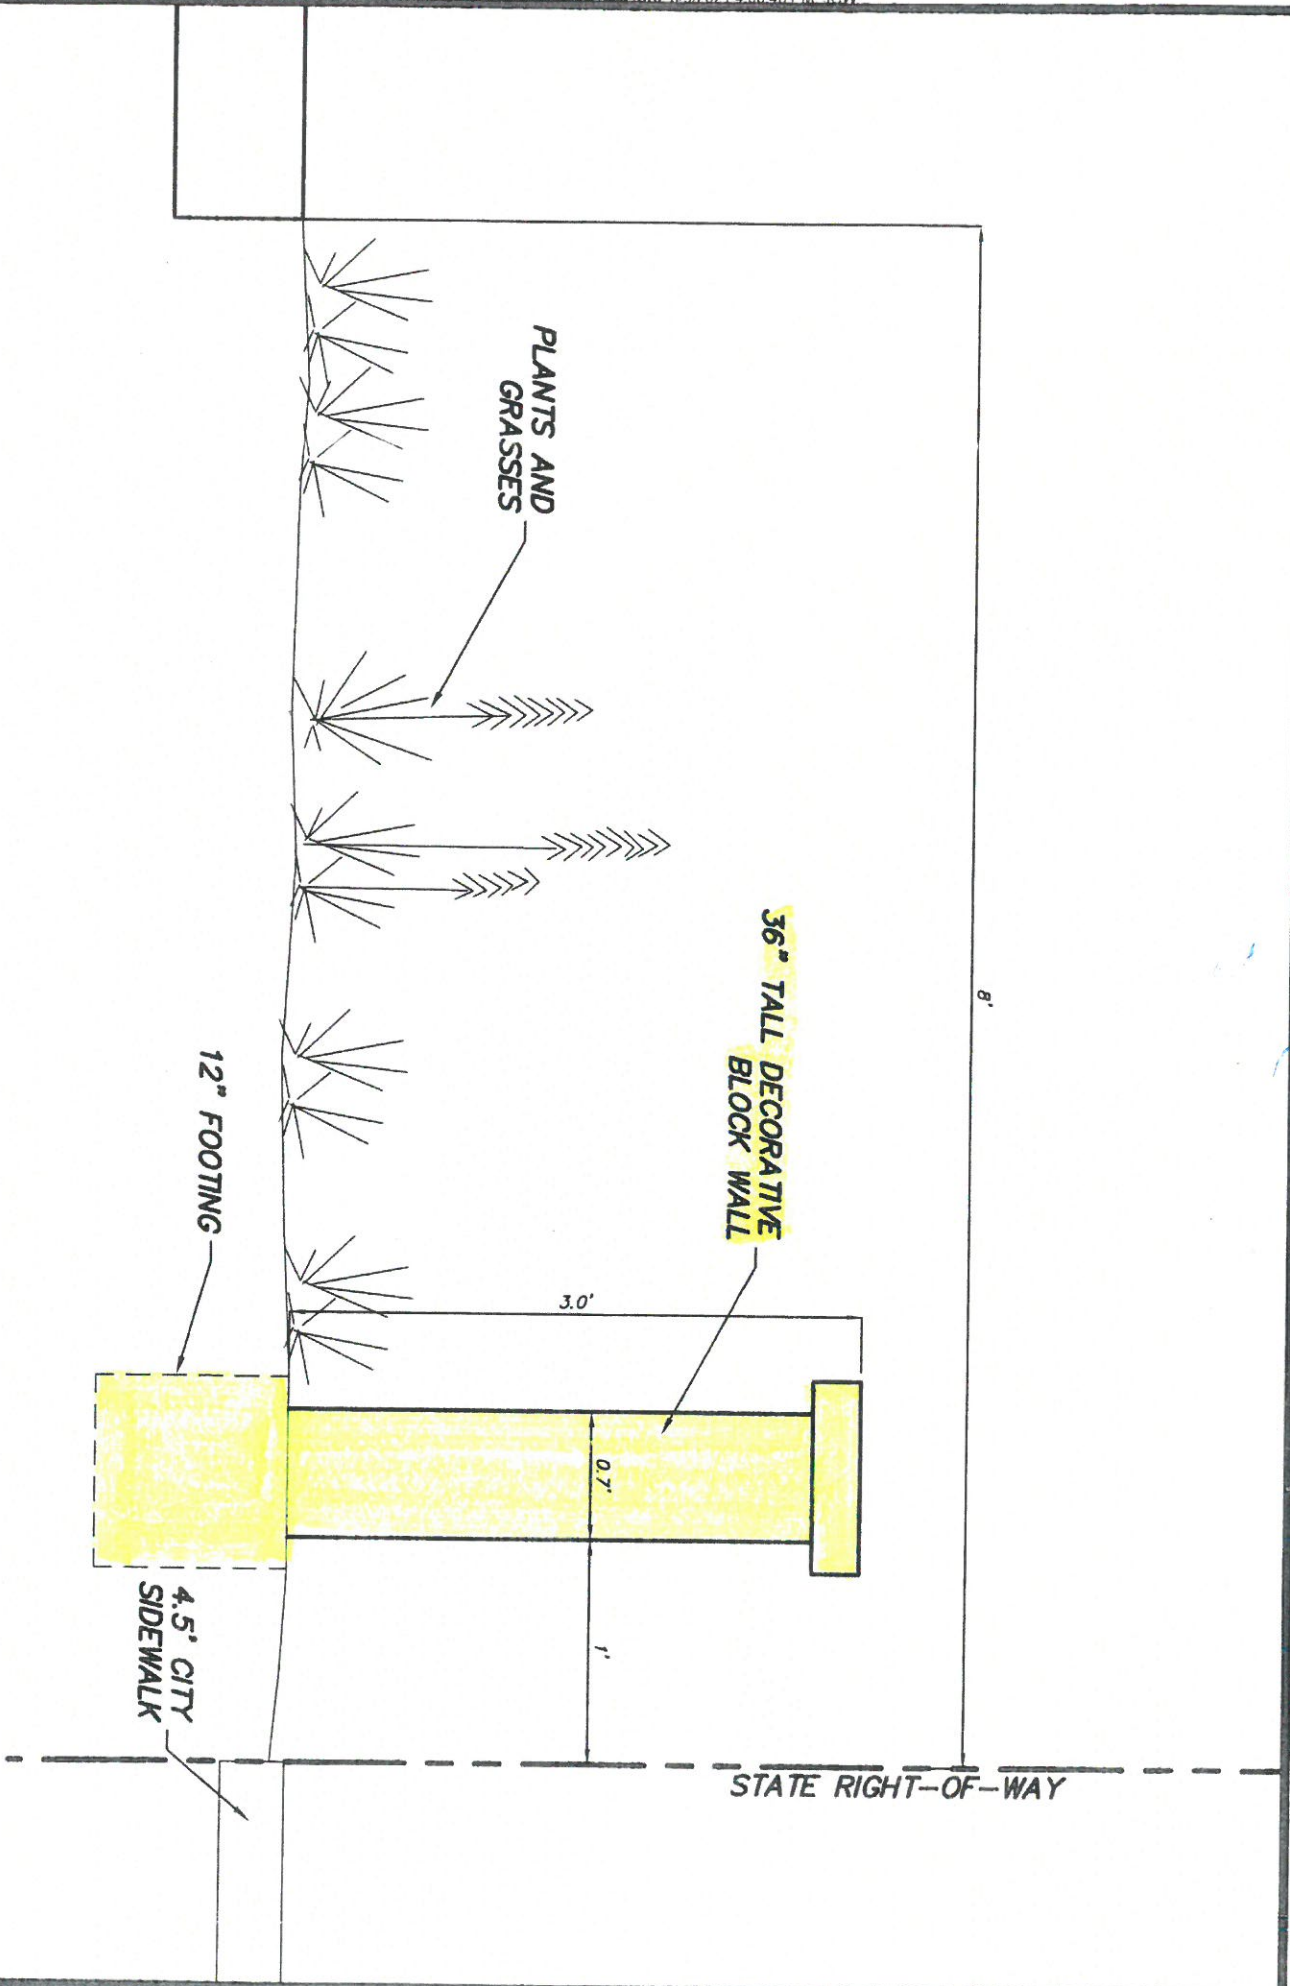 8'
36" TALL DECORATIVE
BLOCK WALL
PLANTS AND
GRASSES
3.0'
0.7'
1'
STATE RIGHT-OF-WAY
12" FOOTING
4.5' CITY
SIDEWALK